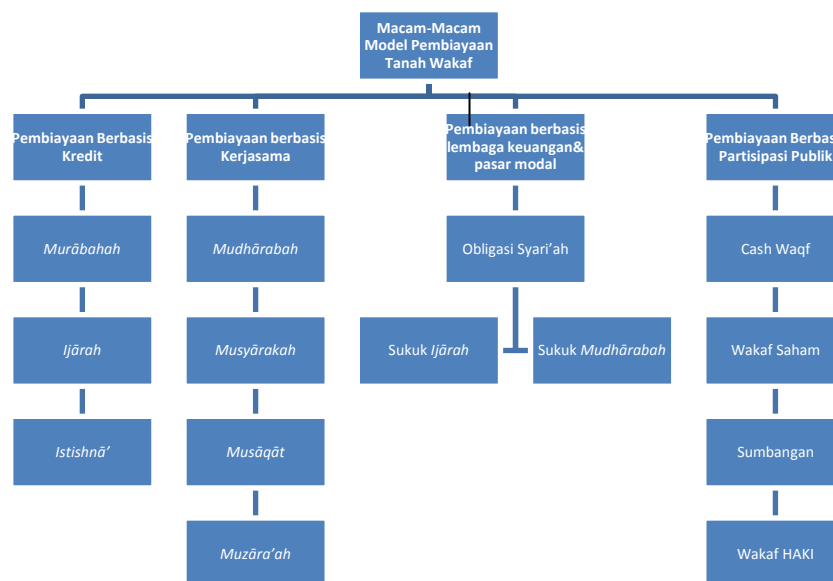 Macam-Macam
Model Pembiayaan
Tanah Wakaf
Pembiayaan Berbasis
Kredit
Murābahah
Ijārah
Istishnā’
Pembiayaan berbasis
Kerjasama
Mudhārabah
Musyārakah
Musāqāt
Muzāra’ah
Pembiayaan berbasis
lembaga keuangan&
pasar modal
Obligasi Syari’ah
Sukuk Ijārah
Sukuk Mudhārabah
Pembiayaan Berbas
Partisipasi Publik
Cash Waqf
Wakaf Saham
Sumbangan
Wakaf HAKI